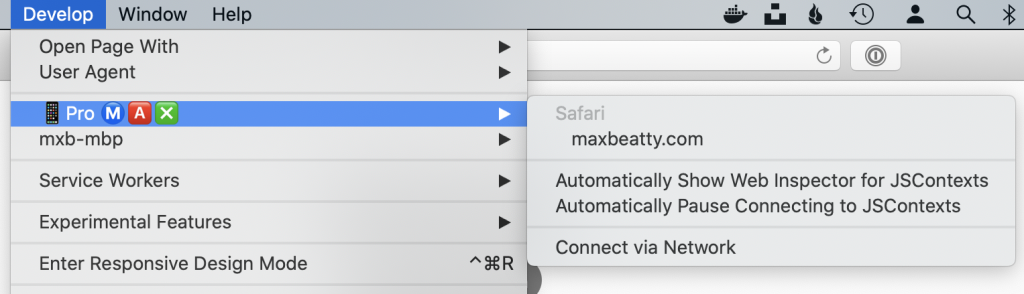 Develop Window Help
Open Page With
User Agent
📱Pro Ⓜ️🅰️❎
mxb-mbp
Service Workers
Experimental Features
Enter Responsive Design Mode ^⌘R
Safari
maxbeatty.com
Automatically Show Web Inspector for JSContexts
Automatically Pause Connecting to JSContexts
Connect via Network